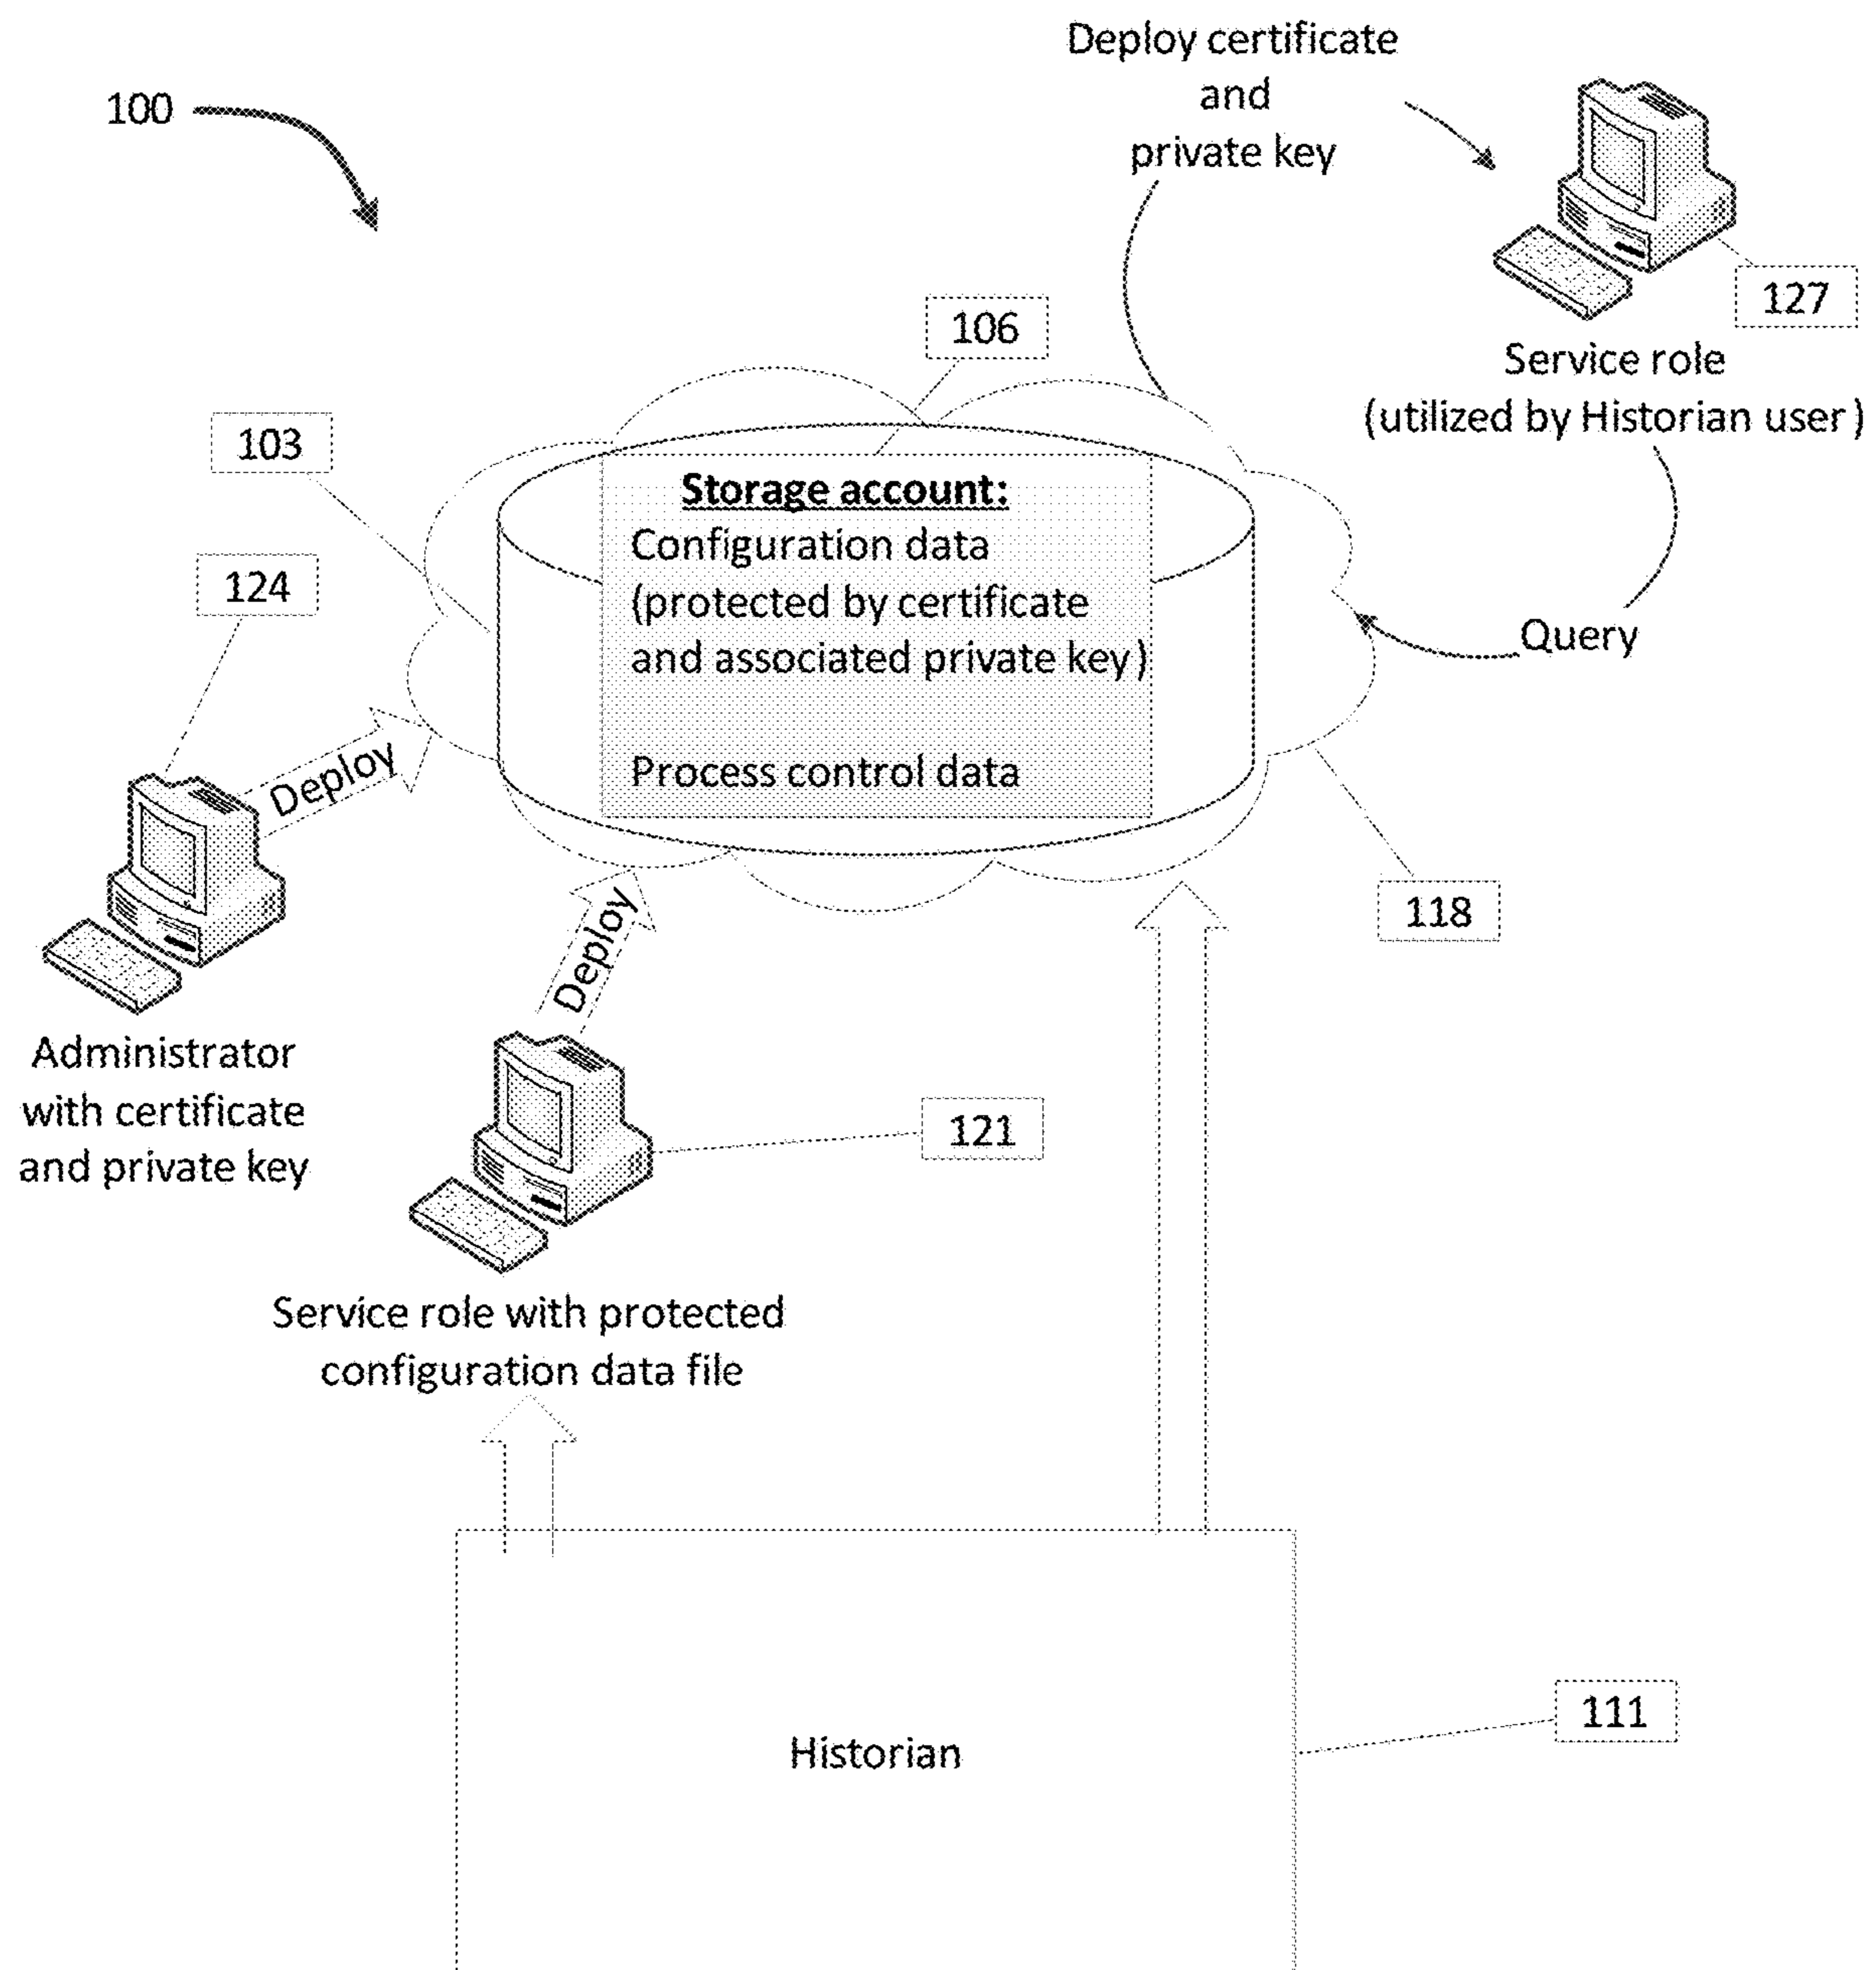 Deploy certificate
and
private key
100
127
Service role
(utilized by Historian user)
106
103
Storage account:
Configuration data
(protected by certificate
and associated private key)
Process control data
124
Query
Deploy
118
Deploy
Administrator
with certificate
and private key
121
Service role with protected
configuration data file
111
Historian